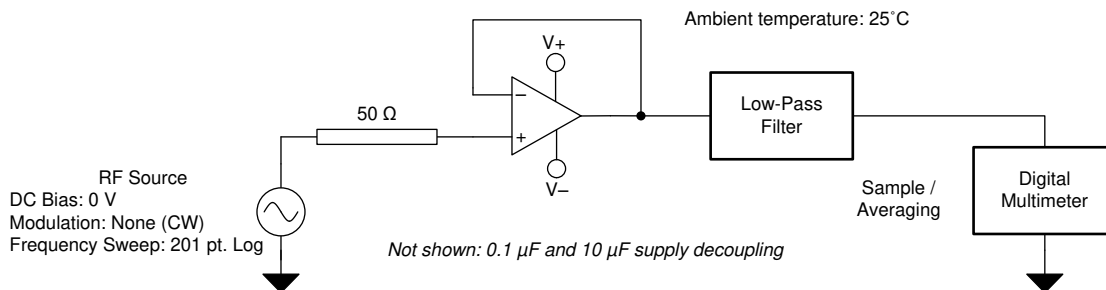 Ambient temperature: 25˚C
V+
−
50 Ω
+
Low-Pass
Filter
V−
RF Source
DC Bias: 0 V
Modulation: None (CW)
Frequency Sweep: 201 pt. Log
Sample /
Averaging
Digital
Multimeter
Not shown: 0.1 µF and 10 µF supply decoupling